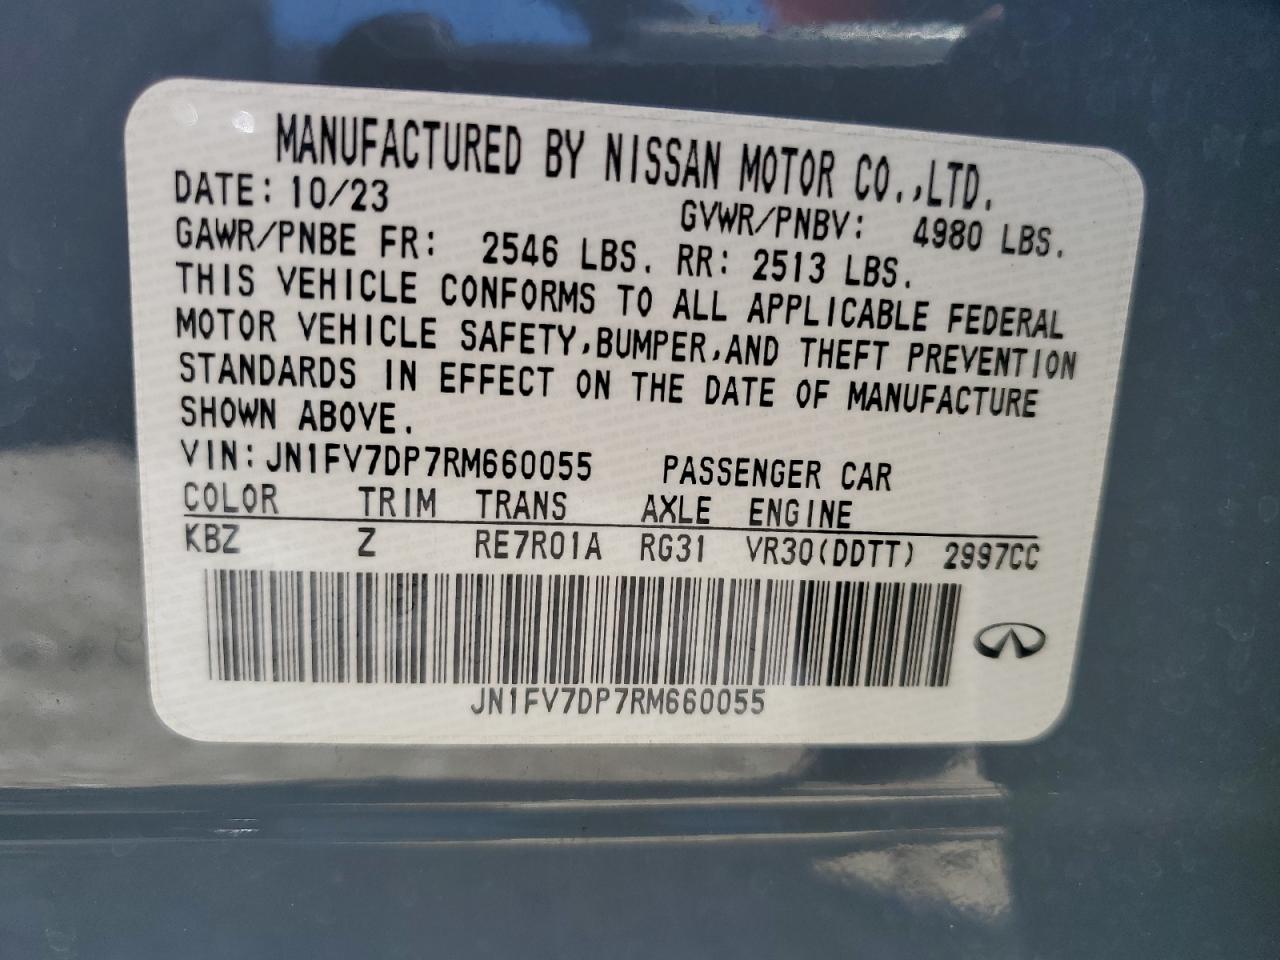 MANUFACTURED BY NISSAN MOTOR CO.,LTD.
DATE: 10/23 GVWR/PNBV: 4980 LBS.
GAWR/PNBE FR: 2546 LBS. RR: 2513 LBS.
THIS VEHICLE CONFORMS TO ALL APPLICABLE FEDERAL
MOTOR VEHICLE SAFETY,BUMPER,AND THEFT PREVENTION
STANDARDS IN EFFECT ON THE DATE OF MANUFACTURE
SHOWN ABOVE.
VIN:JN1FV7DP7RM660055 PASSENGER CAR
COLOR TRIM TRANS AXLE ENGINE
KBZ Z RE7R01A RG31 VR30(DDTT) 2997CC
JN1FV7DP7RM660055